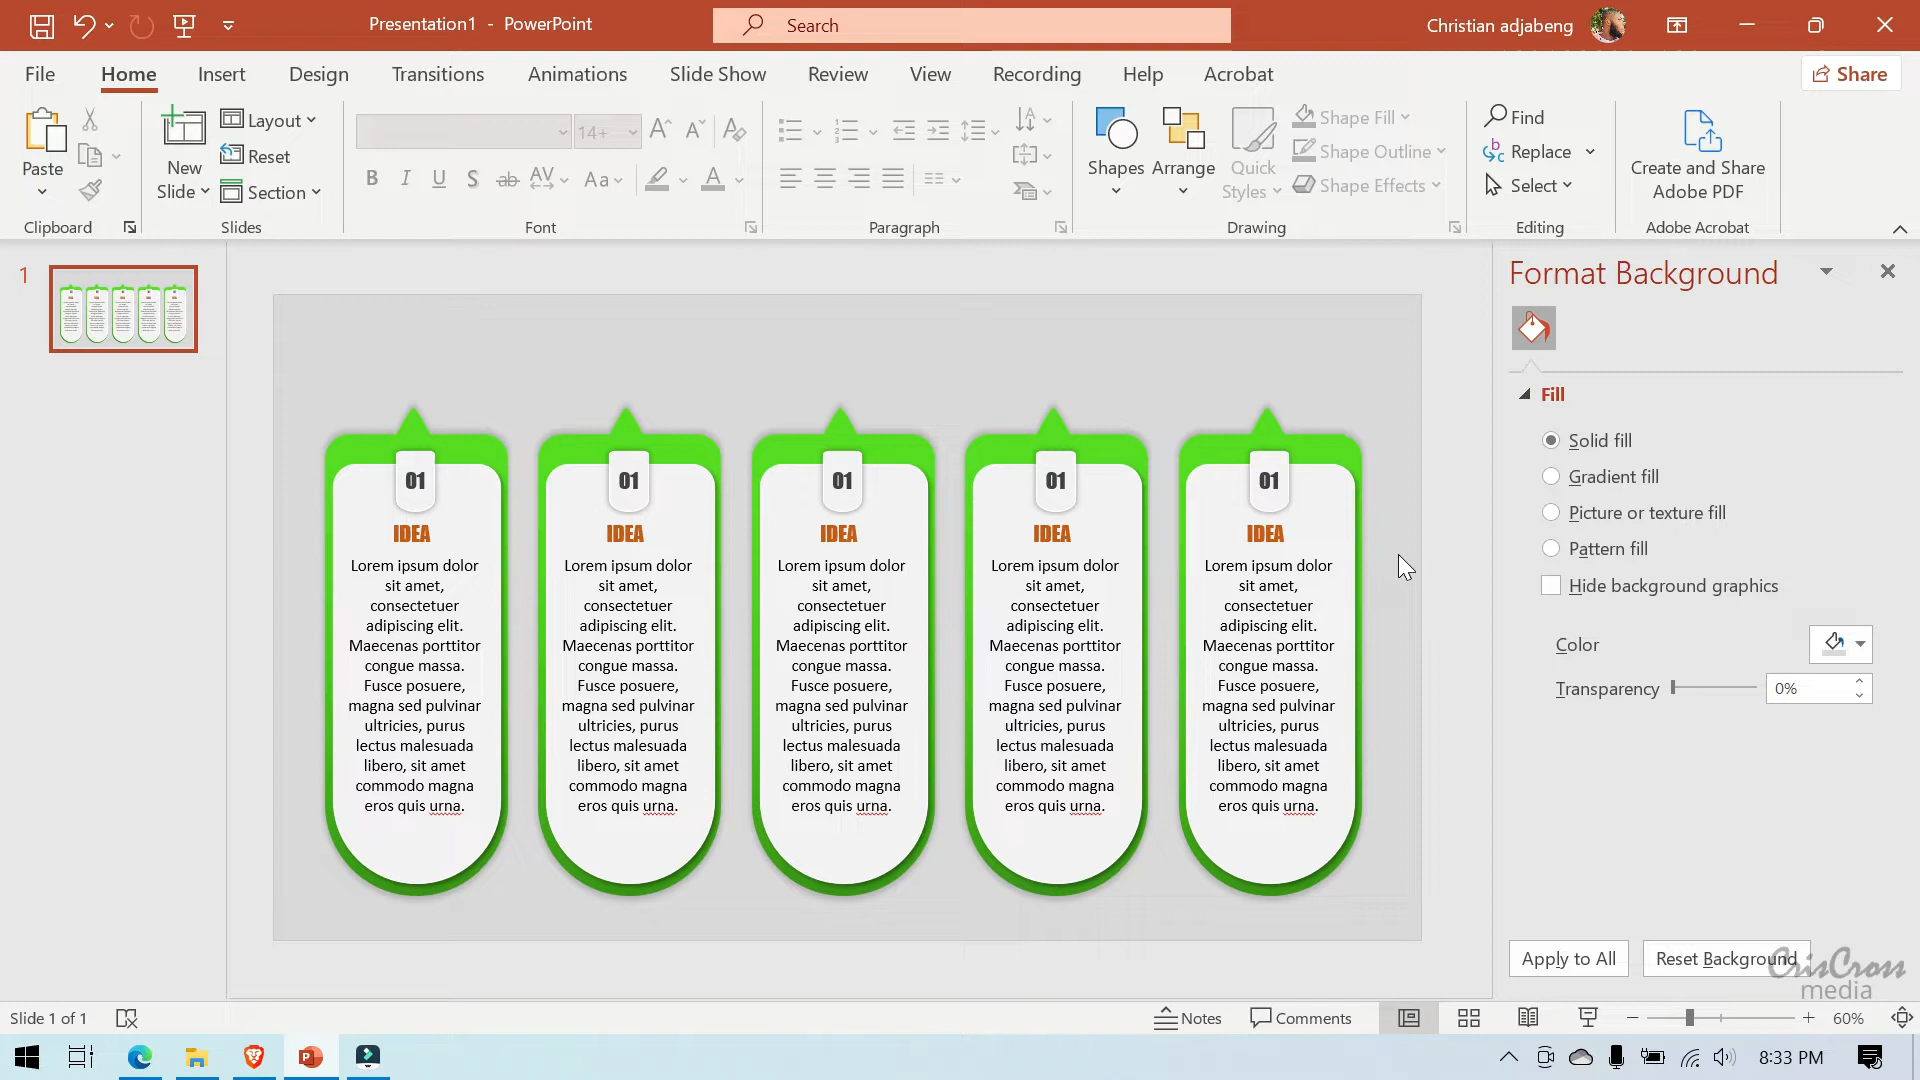 Presentation1 - PowerPoint
Search
Christian adjabeng
File Home Insert Design Transitions Animations Slide Show Review View Recording Help Acrobat
Share
Paste
Clipboard
New Slide
Layout
Reset
Section
Slides
14+
B I U S ab AV Aa A
Font
Paragraph
Shapes
Arrange
Quick Styles
Shape Fill
Shape Outline
Shape Effects
Drawing
Find
Replace
Select
Editing
Create and Share
Adobe PDF
Adobe Acrobat
1
01
IDEA
Lorem ipsum dolor
sit amet,
consectetuer
adipiscing elit.
Maecenas porttitor
congue massa.
Fusce posuere,
magna sed pulvinar
ultricies, purus
lectus malesuada
libero, sit amet
commodo magna
eros quis urna.
01
IDEA
Lorem ipsum dolor
sit amet,
consectetuer
adipiscing elit.
Maecenas porttitor
congue massa.
Fusce posuere,
magna sed pulvinar
ultricies, purus
lectus malesuada
libero, sit amet
commodo magna
eros quis urna.
01
IDEA
Lorem ipsum dolor
sit amet,
consectetuer
adipiscing elit.
Maecenas porttitor
congue massa.
Fusce posuere,
magna sed pulvinar
ultricies, purus
lectus malesuada
libero, sit amet
commodo magna
eros quis urna.
01
IDEA
Lorem ipsum dolor
sit amet,
consectetuer
adipiscing elit.
Maecenas porttitor
congue massa.
Fusce posuere,
magna sed pulvinar
ultricies, purus
lectus malesuada
libero, sit amet
commodo magna
eros quis urna.
01
IDEA
Lorem ipsum dolor
sit amet,
consectetuer
adipiscing elit.
Maecenas porttitor
congue massa.
Fusce posuere,
magna sed pulvinar
ultricies, purus
lectus malesuada
libero, sit amet
commodo magna
eros quis urna.
Format Background
Fill
Solid fill
Gradient fill
Picture or texture fill
Pattern fill
Hide background graphics
Color
Transparency 0%
Apply to All
Reset Background
CrisCross
media
Slide 1 of 1
Notes
Comments
60%
8:33 PM